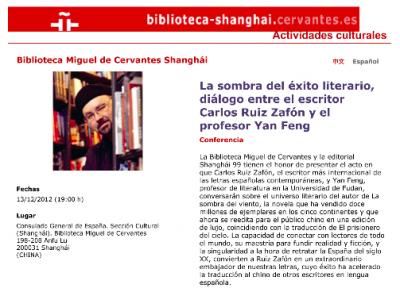 biblioteca-shanghai.cervantes.es
Actividades culturales
Biblioteca Miguel de Cervantes Shanghái
中文 Español
La sombra del éxito literario,
diálogo entre el escritor
Carlos Ruiz Zafón y el
profesor Yan Feng
Conferencia
La Biblioteca Miguel de Cervantes y la editorial
Shanghai 99 tienen el honor de presentar el acto en
que Carlos Ruiz Zafón, el escritor más internacional de
las letras españolas contemporáneas, y Yan Feng,
profesor de literatura en la Universidad de Fudan,
conversarán sobre el universo literario del autor de La
sombra del viento, la novela que ha vendido doce
millones de ejemplares en los cinco continentes y que
ahora se reedita para el público chino en una edición
de lujo, coincidiendo con la traducción de El prisionero
del cielo. La capacidad de conectar con lectores de todo
el mundo, su maestría para fundir realidad y ficción, y
la singularidad a la hora de retratar la España del siglo
XX, convierten a Ruiz Zafón en un extraordinario
embajador de nuestras letras, cuyo éxito ha acelerado
la traducción al chino de otros escritores en lengua
española.
Fechas
13/12/2012 (19:00 h)
Lugar
Consulado General de España. Sección Cultural
(Shanghái). Biblioteca Miguel de Cervantes
198-208 Anfu Lu
200031 Shanghái
(CHINA)